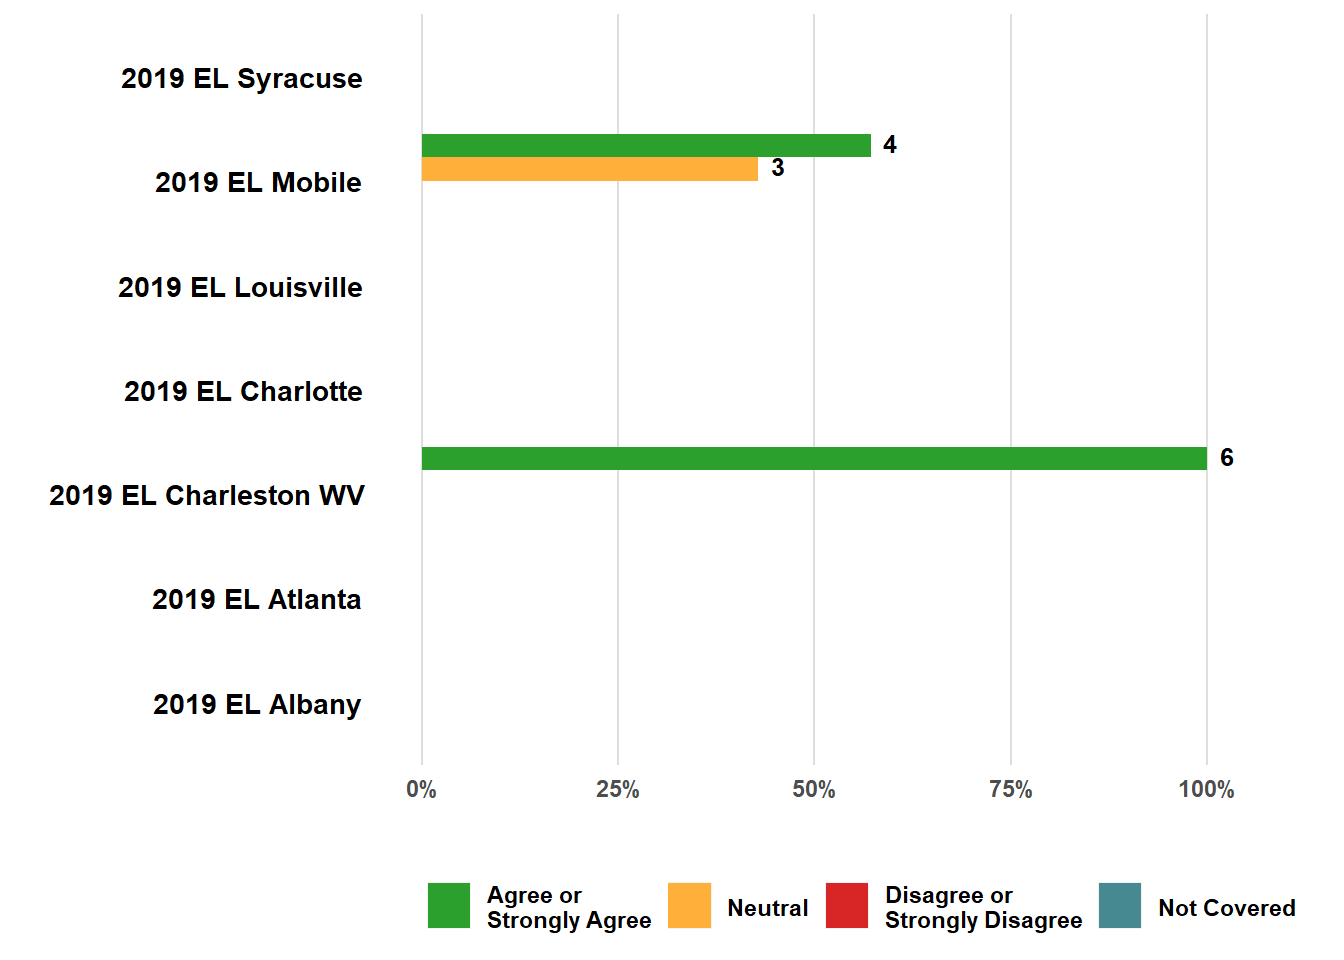 2019 EL Syracuse
4
3
2019 EL Mobile
2019 EL Louisville
2019 EL Charlotte
6
2019 EL Charleston WV
2019 EL Atlanta
2019 EL Albany
0% 25% 50% 75% 100%
Agree or
Strongly Agree
Neutral
Disagree or
Strongly Disagree
Not Covered